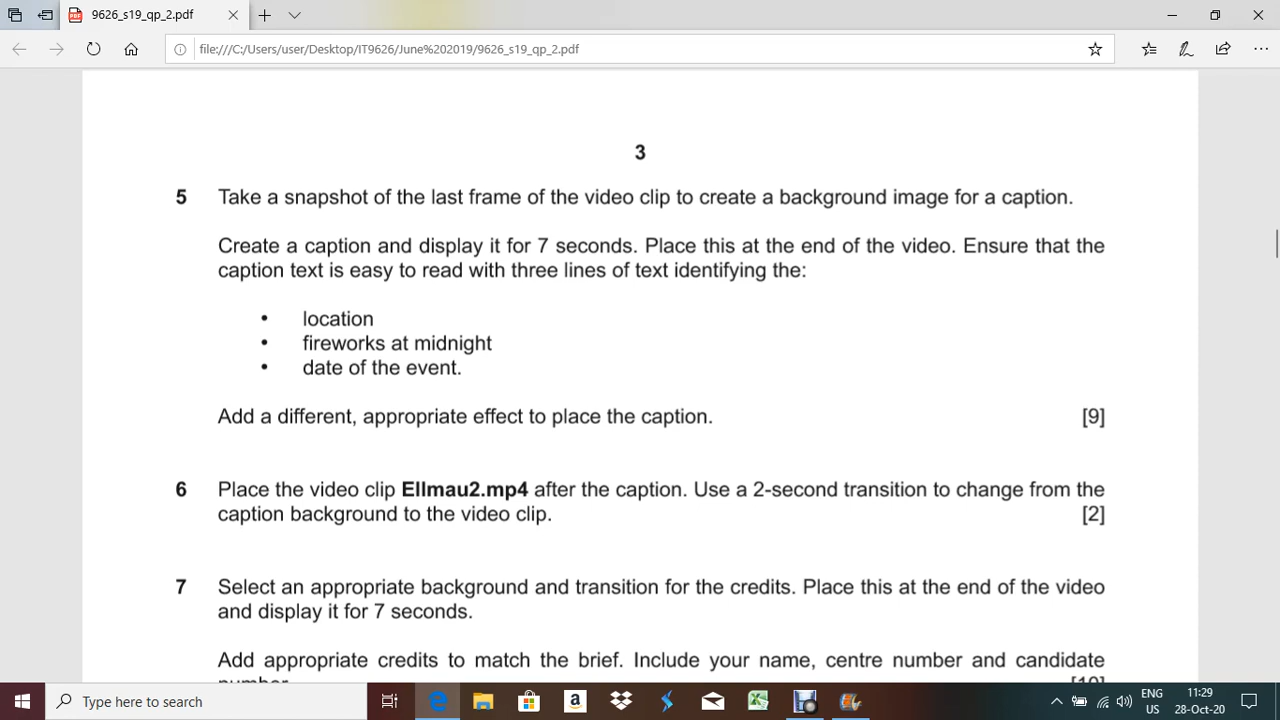 9626_s19_qp_2.pdf
file:///C:/Users/user/Desktop/IT9626/June%202019/9626_s19_qp_2.pdf
3
5 Take a snapshot of the last frame of the video clip to create a background image for a caption.
Create a caption and display it for 7 seconds. Place this at the end of the video. Ensure that the
caption text is easy to read with three lines of text identifying the:
• location
• fireworks at midnight
• date of the event.
Add a different, appropriate effect to place the caption. [9]
6 Place the video clip Ellmau2.mp4 after the caption. Use a 2-second transition to change from the
caption background to the video clip. [2]
7 Select an appropriate background and transition for the credits. Place this at the end of the video
and display it for 7 seconds.
Add appropriate credits to match the brief. Include your name, centre number and candidate
number. [10]
Type here to search
ENG
US
11:29
28-Oct-20